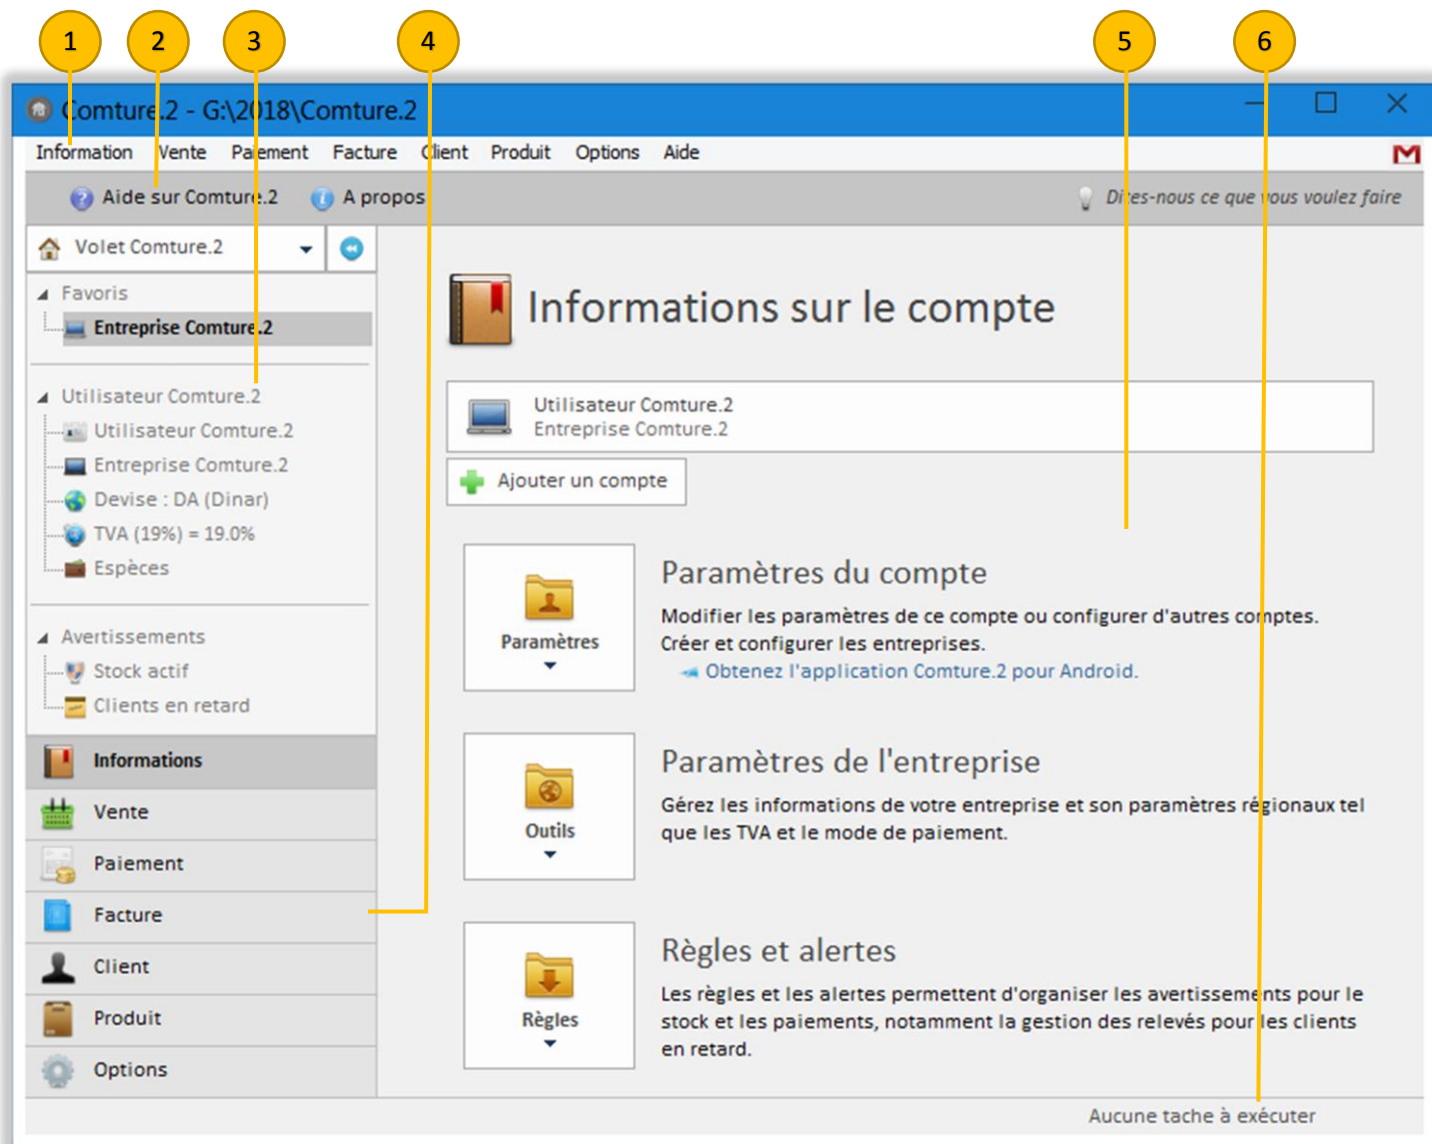 1 2 3 4 5 6
Comture.2 - G:\2018\Comture.2
Information Vente Paiement Facture Client Produit Options Aide
Aide sur Comture.2 A propos Dites-nous ce que vous voulez faire
Volet Comture.2
Favoris
Entreprise Comture.2
Utilisateur Comture.2
Utilisateur Comture.2
Entreprise Comture.2
Devise : DA (Dinar)
TVA (19%) = 19.0%
Espèces
Avertissements
Stock actif
Clients en retard
Informations
Vente
Paiement
Facture
Client
Produit
Options
Informations sur le compte
Utilisateur Comture.2
Entreprise Comture.2
Ajouter un compte
Paramètres
Paramètres du compte
Modifier les paramètres de ce compte ou configurer d'autres comptes.
Créer et configurer les entreprises.
Obtenez l'application Comture.2 pour Android.
Outils
Paramètres de l'entreprise
Gérez les informations de votre entreprise et son paramètres régionaux tel
que les TVA et le mode de paiement.
Règles
Règles et alertes
Les règles et les alertes permettent d'organiser les avertissements pour le
stock et les paiements, notamment la gestion des relevés pour les clients
en retard.
Aucune tache à exécuter